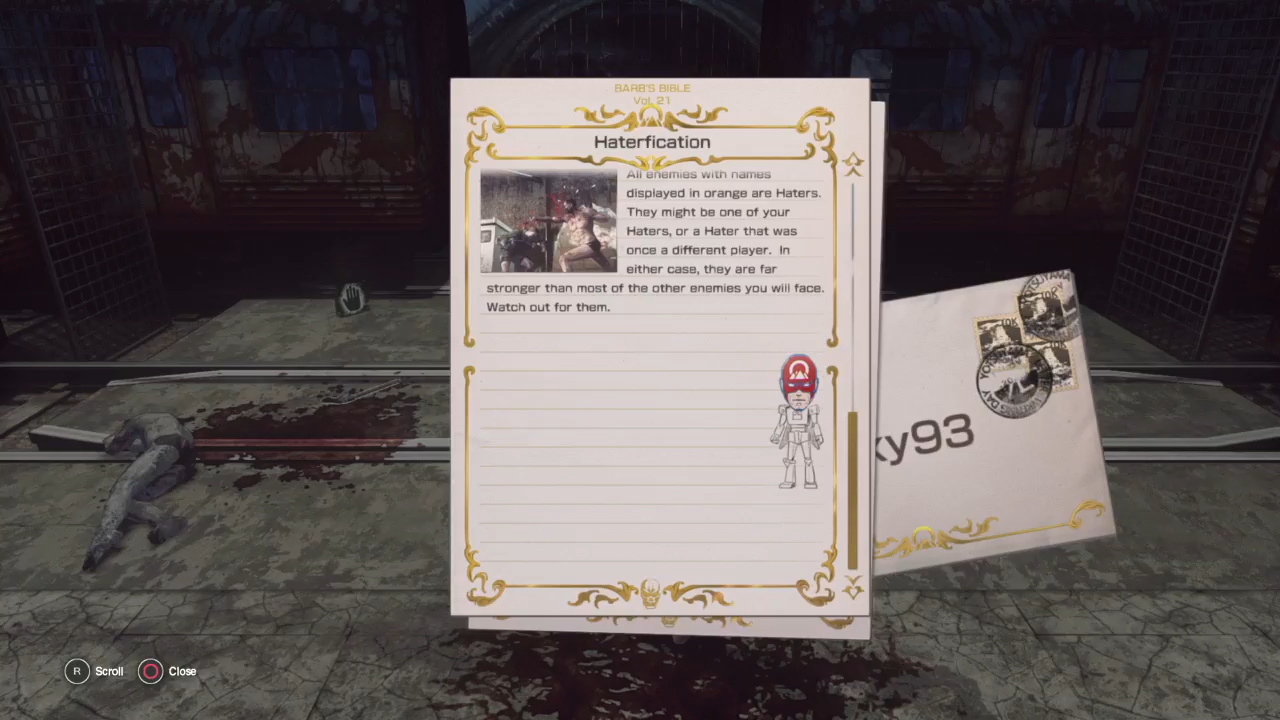 BARB'S BIBLE
Vol. 21
Haterfication
All enemies with names
displayed in orange are Haters.
They might be one of your
Haters, or a Hater that was
once a different player. In
either case, they are far
stronger than most of the other enemies you will face.
Watch out for them.
ky93
R Scroll
Close